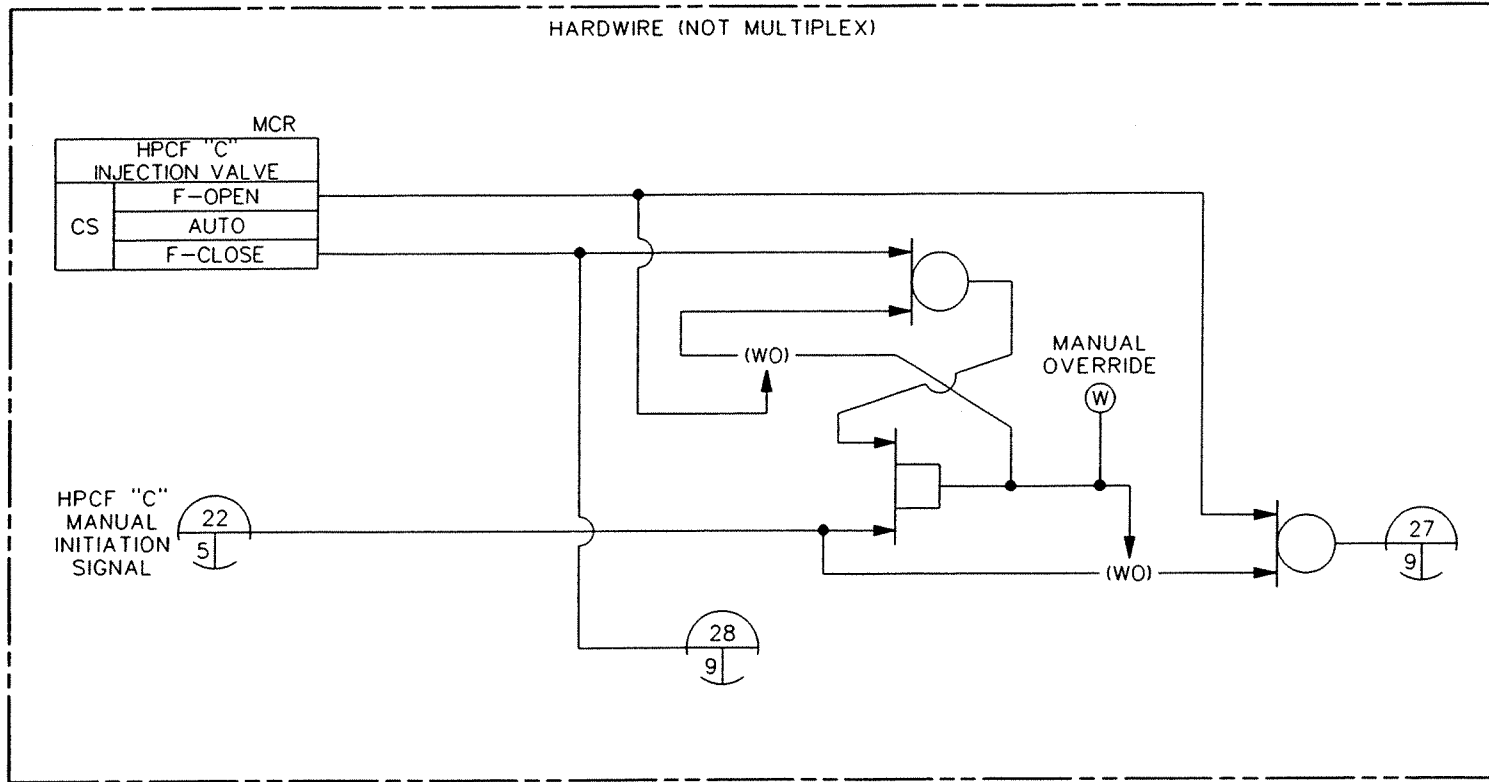 HARDWIRE (NOT MULTIPLEX)
MCR
HPCF "C"
INJECTION VALVE
CS
F-OPEN
AUTO
F-CLOSE
(WO)
MANUAL
OVERRIDE
W
HPCF "C"
MANUAL
INITIATION
SIGNAL
22
5
(WO)
27
9
28
9